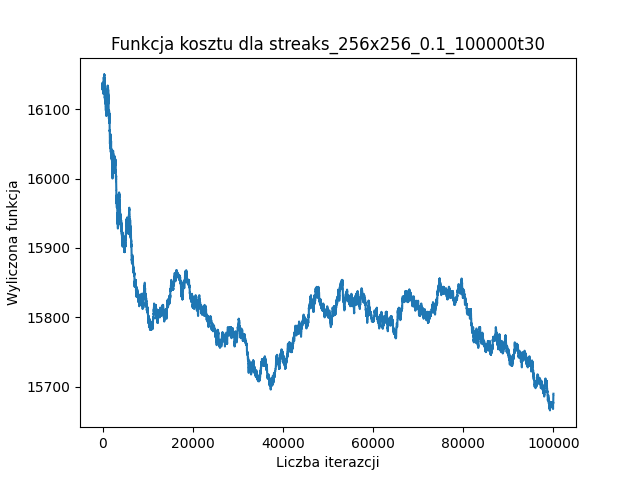 Funkcja kosztu dla streaks_256x256_0.1_100000t30
Wyliczona funkcja
16100
16000
15900
15800
15700
0 20000 40000 60000 80000 100000
Liczba iterazcji